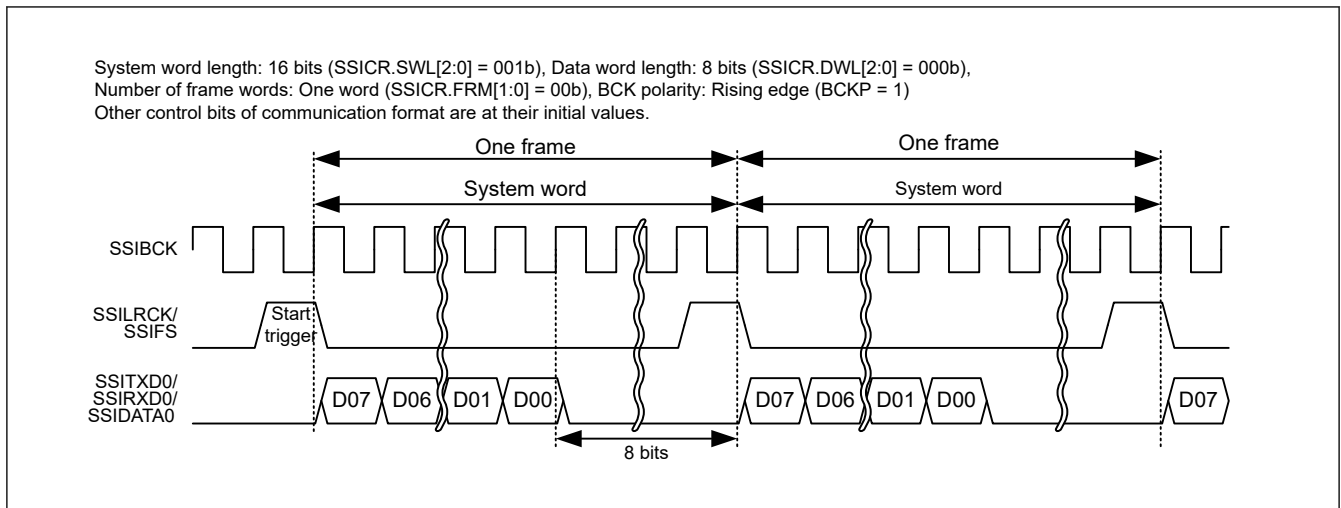 System word length: 16 bits (SSICR.SWL[2:0] = 001b), Data word length: 8 bits (SSICR.DWL[2:0] = 000b),
Number of frame words: One word (SSICR.FRM[1:0] = 00b), BCK polarity: Rising edge (BCKP = 1)
Other control bits of communication format are at their initial values.
One frame One frame
System word System word
SSIBCK
SSILRCK/
SSIFS
Start
trigger
SSITXD0/
SSIRXD0/
SSIDATA0
D07 D06 D01 D00 D07 D06 D01 D00 D07
8 bits